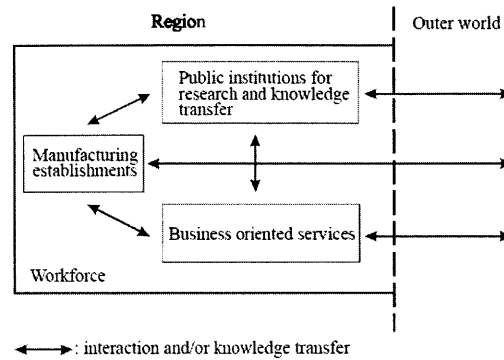 Region
Outer world
Public institutions for
research and knowledge
transfer
Manufacturing
establishments
Business oriented services
Workforce
: interaction and/or knowledge transfer